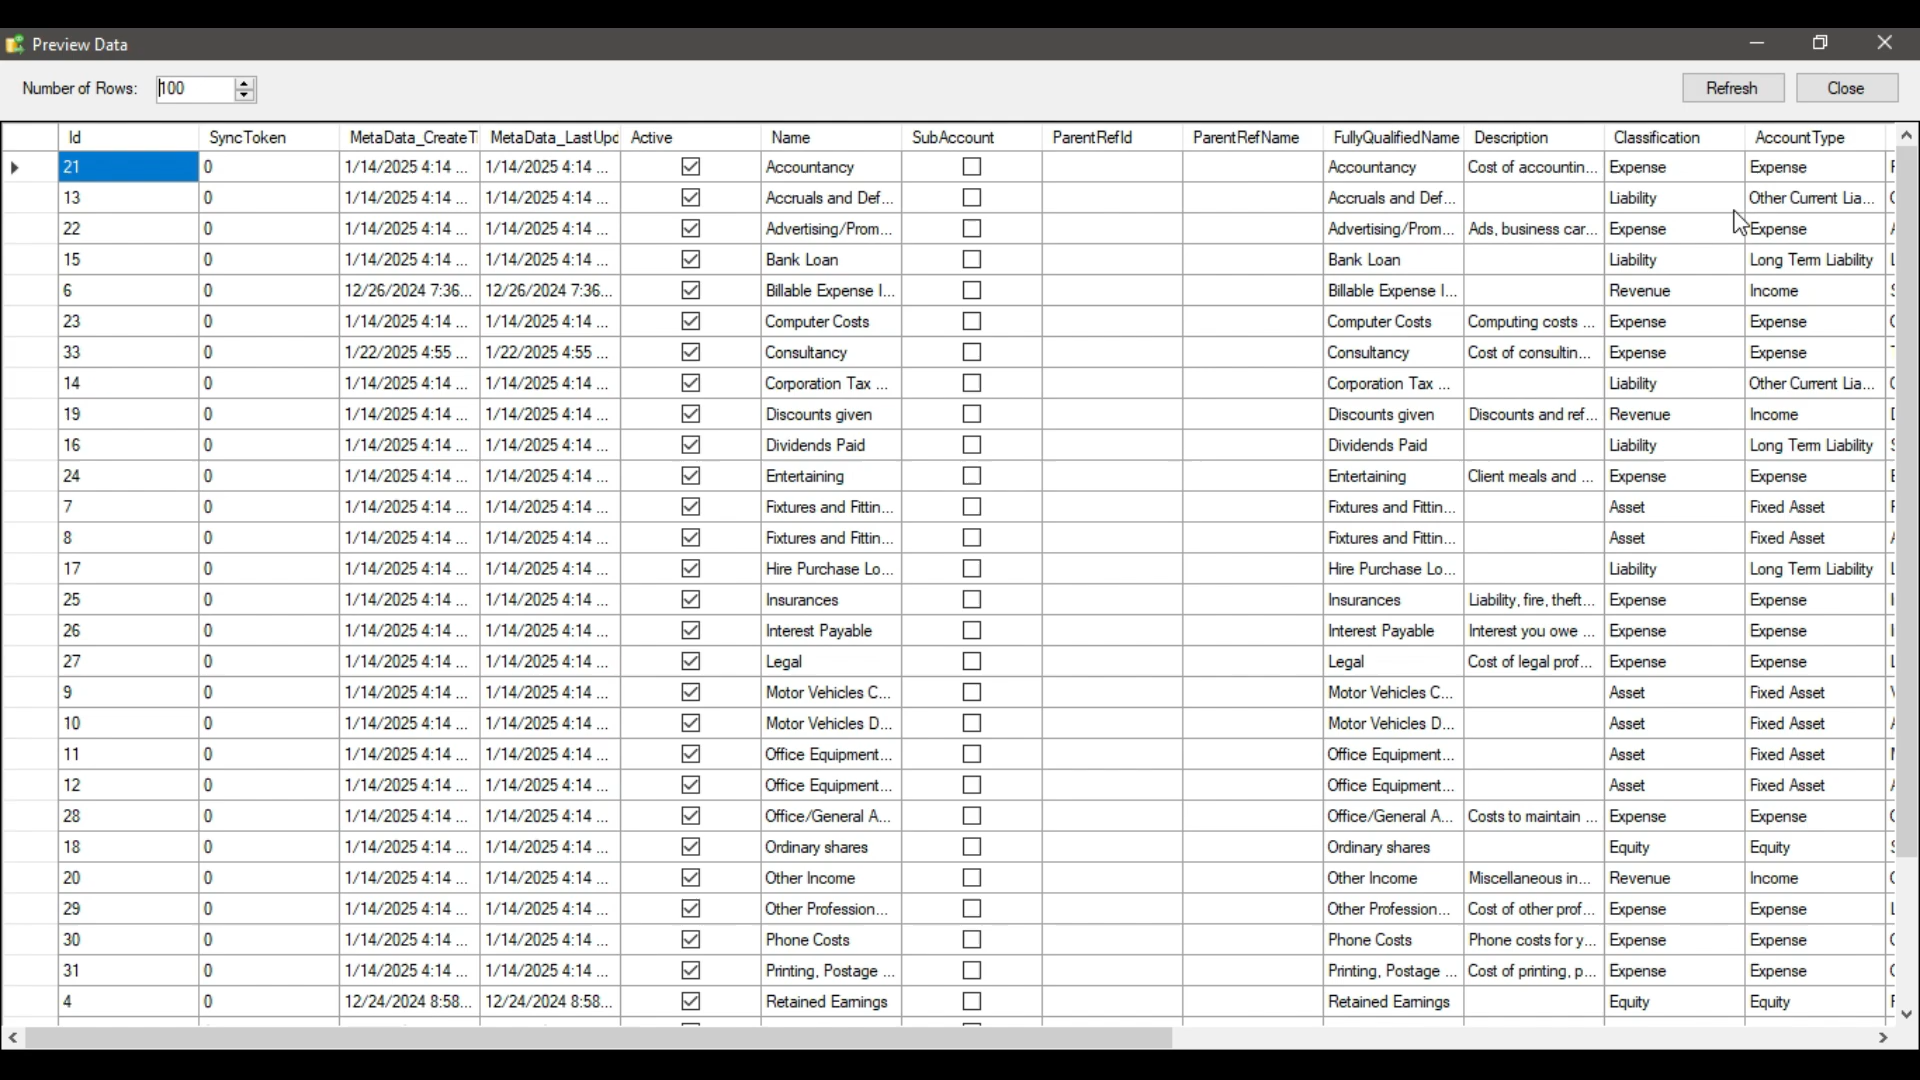 Preview Data
Number of Rows: 100 Refresh Close
Id SyncToken MetaData_CreateTi MetaData_LastUpd Active Name SubAccount ParentRefId ParentRefName FullyQualifiedName Description Classification AccountType
21 0 1/14/2025 4:14 ... 1/14/2025 4:14 ... Accountancy Accountancy Cost of accountin... Expense Expense
13 0 1/14/2025 4:14 ... 1/14/2025 4:14 ... Accruals and Def... Accruals and Def... Liability Other Current Lia...
22 0 1/14/2025 4:14 ... 1/14/2025 4:14 ... Advertising/Prom... Advertising/Prom... Ads, business car... Expense Expense
15 0 1/14/2025 4:14 ... 1/14/2025 4:14 ... Bank Loan Bank Loan Liability Long Term Liability
6 0 12/26/2024 7:36... 12/26/2024 7:36... Billable Expense I... Billable Expense I... Revenue Income
23 0 1/14/2025 4:14 ... 1/14/2025 4:14 ... Computer Costs Computer Costs Computing costs ... Expense Expense
33 0 1/22/2025 4:55 ... 1/22/2025 4:55 ... Consultancy Consultancy Cost of consultin... Expense Expense
14 0 1/14/2025 4:14 ... 1/14/2025 4:14 ... Corporation Tax ... Corporation Tax ... Liability Other Current Lia...
19 0 1/14/2025 4:14 ... 1/14/2025 4:14 ... Discounts given Discounts given Discounts and ref... Revenue Income
16 0 1/14/2025 4:14 ... 1/14/2025 4:14 ... Dividends Paid Dividends Paid Liability Long Term Liability
24 0 1/14/2025 4:14 ... 1/14/2025 4:14 ... Entertaining Entertaining Client meals and ... Expense Expense
7 0 1/14/2025 4:14 ... 1/14/2025 4:14 ... Fixtures and Fittin... Fixtures and Fittin... Asset Fixed Asset
8 0 1/14/2025 4:14 ... 1/14/2025 4:14 ... Fixtures and Fittin... Fixtures and Fittin... Asset Fixed Asset
17 0 1/14/2025 4:14 ... 1/14/2025 4:14 ... Hire Purchase Lo... Hire Purchase Lo... Liability Long Term Liability
25 0 1/14/2025 4:14 ... 1/14/2025 4:14 ... Insurances Insurances Liability, fire, theft... Expense Expense
26 0 1/14/2025 4:14 ... 1/14/2025 4:14 ... Interest Payable Interest Payable Interest you owe ... Expense Expense
27 0 1/14/2025 4:14 ... 1/14/2025 4:14 ... Legal Legal Cost of legal prof... Expense Expense
9 0 1/14/2025 4:14 ... 1/14/2025 4:14 ... Motor Vehicles C... Motor Vehicles C... Asset Fixed Asset
10 0 1/14/2025 4:14 ... 1/14/2025 4:14 ... Motor Vehicles D... Motor Vehicles D... Asset Fixed Asset
11 0 1/14/2025 4:14 ... 1/14/2025 4:14 ... Office Equipment... Office Equipment... Asset Fixed Asset
12 0 1/14/2025 4:14 ... 1/14/2025 4:14 ... Office Equipment... Office Equipment... Asset Fixed Asset
28 0 1/14/2025 4:14 ... 1/14/2025 4:14 ... Office/General A... Office/General A... Costs to maintain ... Expense Expense
18 0 1/14/2025 4:14 ... 1/14/2025 4:14 ... Ordinary shares Ordinary shares Equity Equity
20 0 1/14/2025 4:14 ... 1/14/2025 4:14 ... Other Income Other Income Miscellaneous in... Revenue Income
29 0 1/14/2025 4:14 ... 1/14/2025 4:14 ... Other Profession... Other Profession... Cost of other prof... Expense Expense
30 0 1/14/2025 4:14 ... 1/14/2025 4:14 ... Phone Costs Phone Costs Phone costs for y... Expense Expense
31 0 1/14/2025 4:14 ... 1/14/2025 4:14 ... Printing, Postage ... Printing, Postage ... Cost of printing, p... Expense Expense
4 0 12/24/2024 8:58... 12/24/2024 8:58... Retained Earnings Retained Earnings Equity Equity